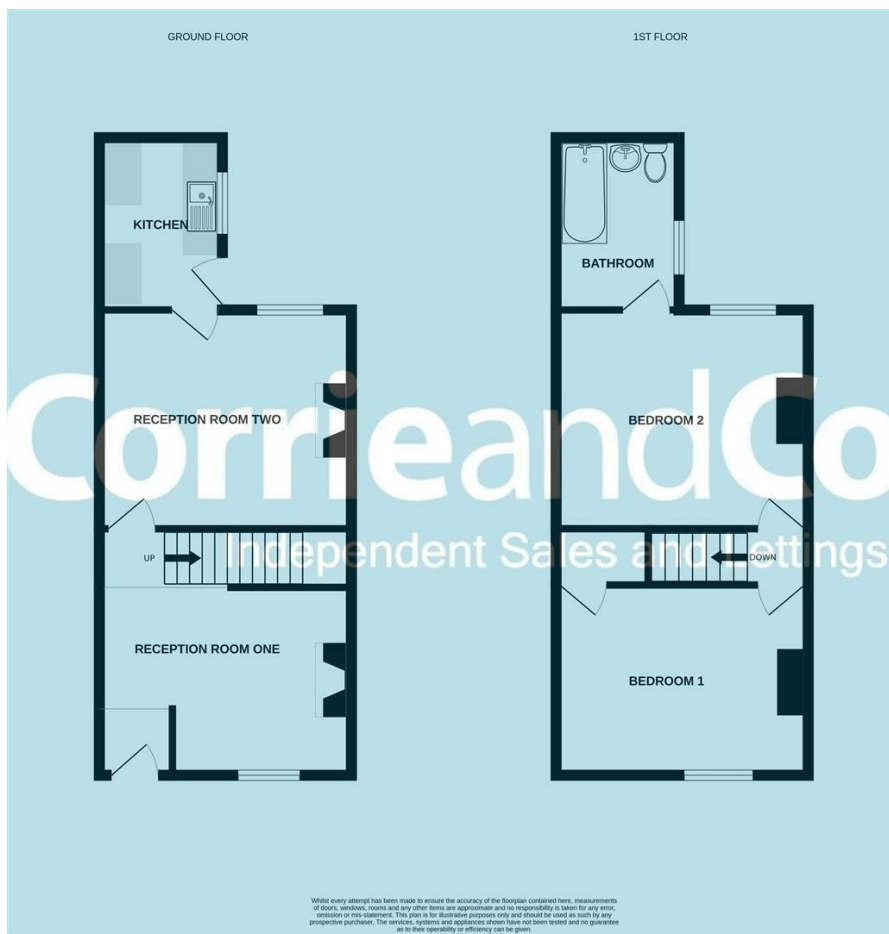 GROUND FLOOR
1ST FLOOR
KITCHEN
BATHROOM
RECEPTION ROOM TWO
BEDROOM 2
CorrieandCo
Independent Sales and Lettings
UP
DOWN
RECEPTION ROOM ONE
BEDROOM 1
Whilst every attempt has been made to ensure the accuracy of the floorplan contained here, measurements
of doors, windows, rooms and any other items are approximate and no responsibility is taken for any error,
omission or mis-statement. This plan is for illustrative purposes only and should be used as such by any
prospective purchaser. The services, systems and appliances shown have not been tested and no guarantee
as to their operability or efficiency can be given.